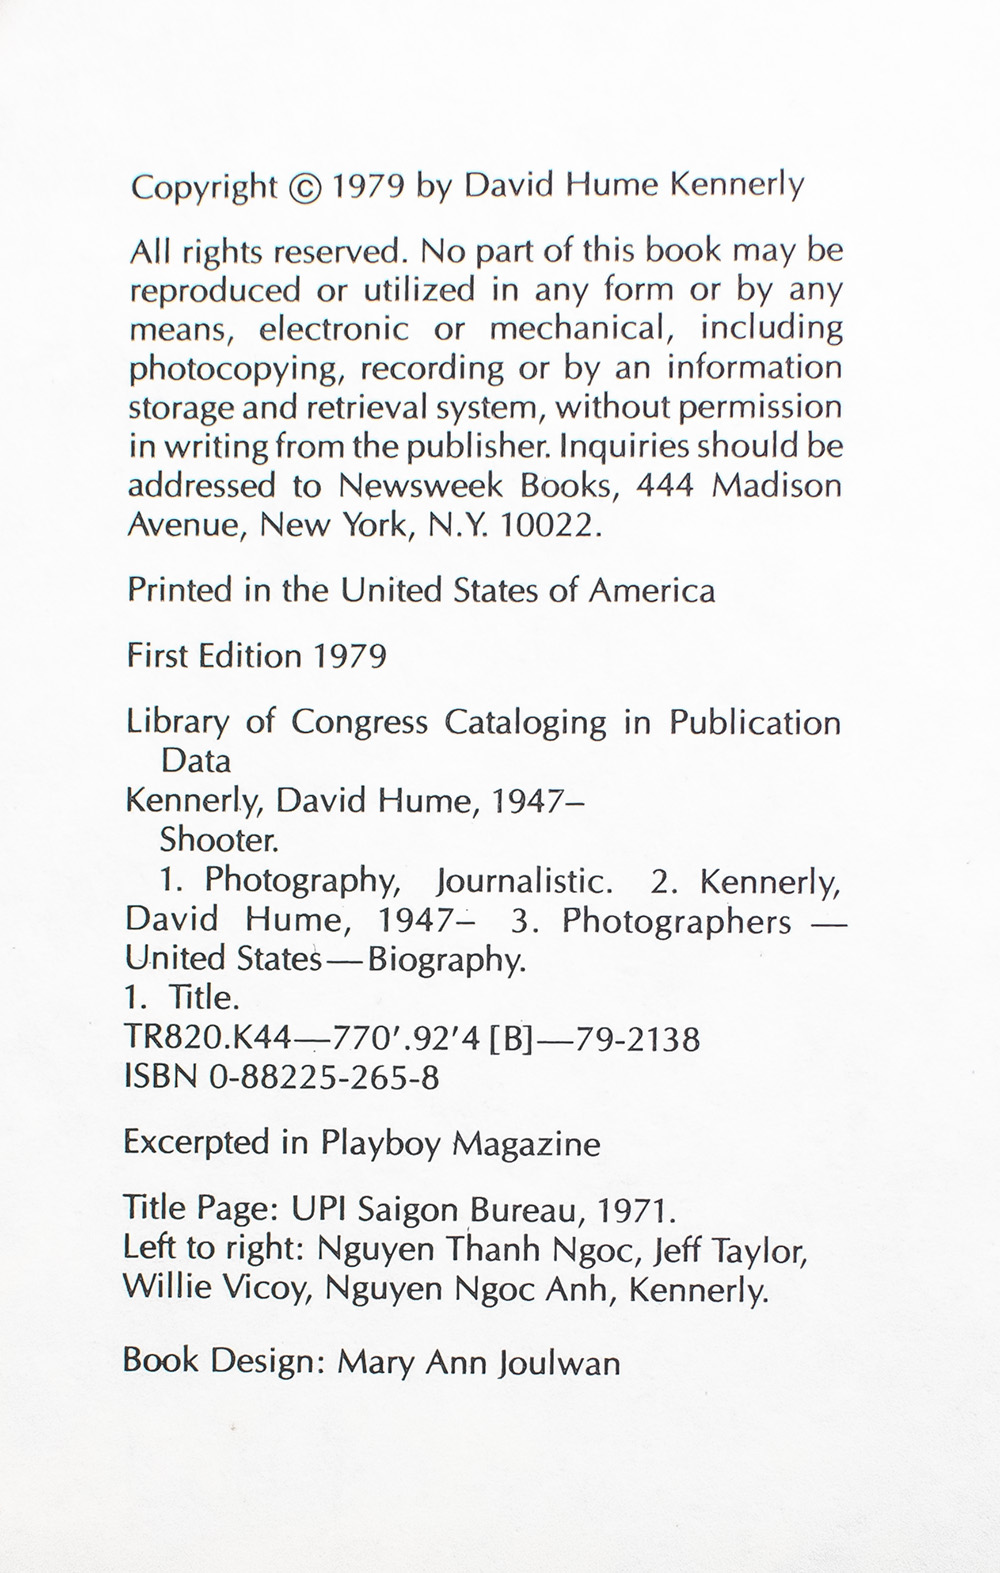 Copyright © 1979 by David Hume Kennerly
All rights reserved. No part of this book may be
reproduced or utilized in any form or by any
means, electronic or mechanical, including
photocopying, recording or by an information
storage and retrieval system, without permission
in writing from the publisher. Inquiries should be
addressed to Newsweek Books, 444 Madison
Avenue, New York, N.Y. 10022.
Printed in the United States of America
First Edition 1979
Library of Congress Cataloging in Publication
Data
Kennerly, David Hume, 1947–
Shooter.
1. Photography, Journalistic. 2. Kennerly,
David Hume, 1947– 3. Photographers —
United States—Biography.
1. Title.
TR820.K44—770′.92′4 [B]—79-2138
ISBN 0-88225-265-8
Excerpted in Playboy Magazine
Title Page: UPI Saigon Bureau, 1971.
Left to right: Nguyen Thanh Ngoc, Jeff Taylor,
Willie Vicoy, Nguyen Ngoc Anh, Kennerly.
Book Design: Mary Ann Joulwan